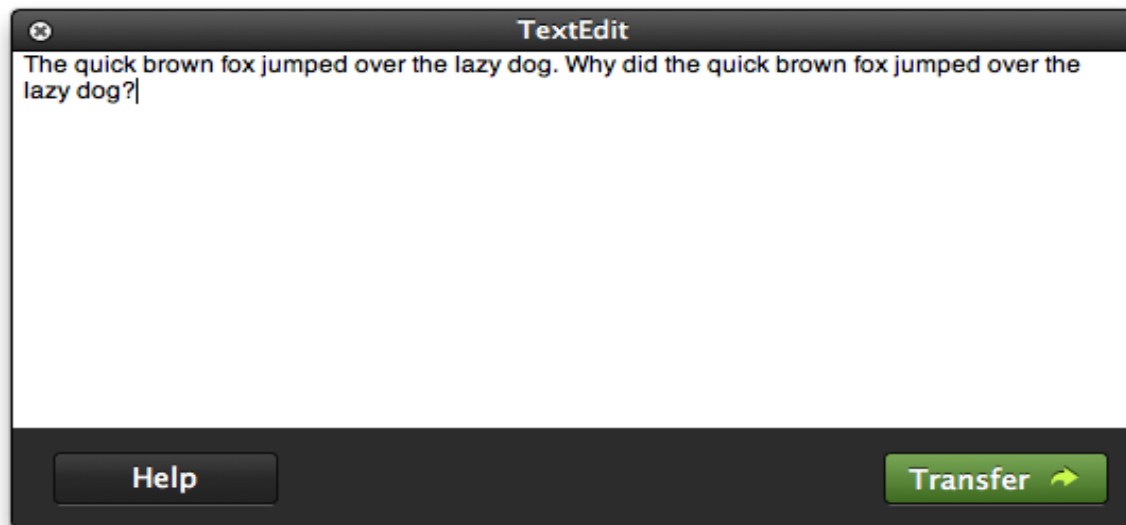 TextEdit
The quick brown fox jumped over the lazy dog. Why did the quick brown fox jumped over the
lazy dog?
Help
Transfer